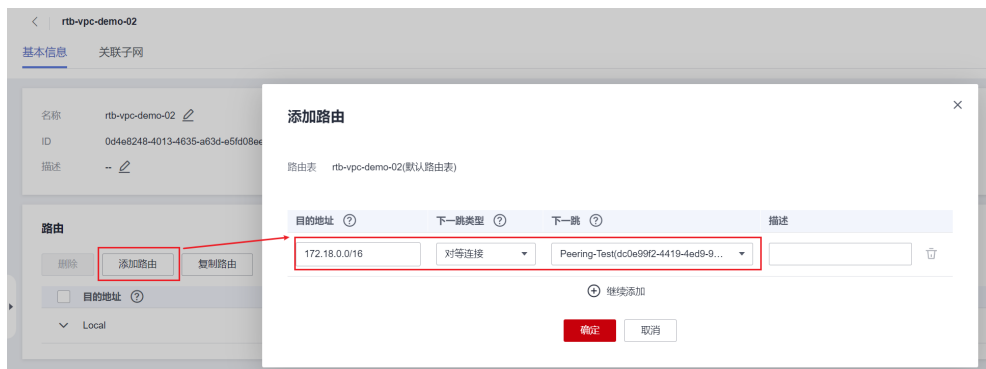 rtb-vpc-demo-02
基本信息 关联子网
名称 rtb-vpc-demo-02
ID 0d4e8248-4013-4635-a63d-e5fd08ee
描述 --
路由
删除 添加路由 复制路由
目的地址 ?
Local
添加路由
路由表 rtb-vpc-demo-02(默认路由表)
目的地址 ? 下一跳类型 ? 下一跳 ? 描述
172.18.0.0/16 对等连接 Peering-Test(dc0e99f2-4419-4ed9-9...
继续添加
确定 取消